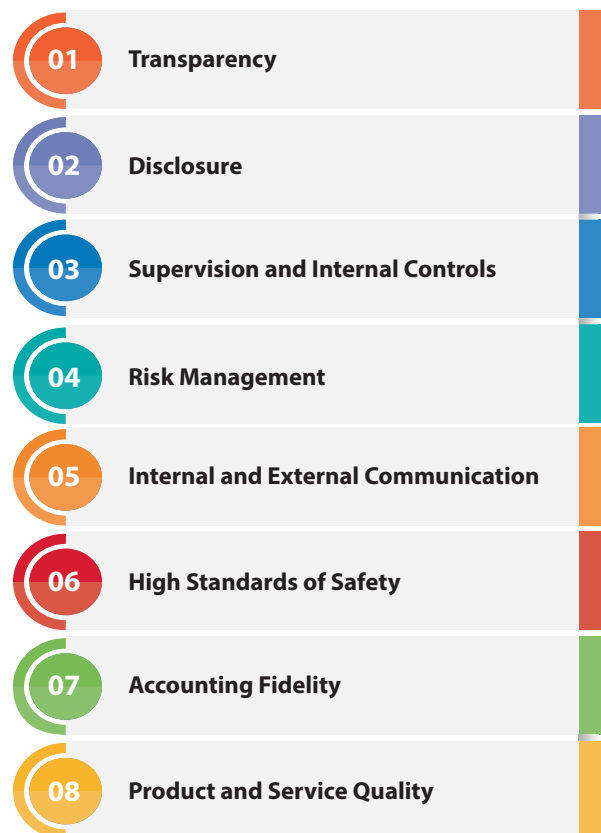 01 Transparency
02 Disclosure
03 Supervision and Internal Controls
04 Risk Management
05 Internal and External Communication
06 High Standards of Safety
07 Accounting Fidelity
08 Product and Service Quality